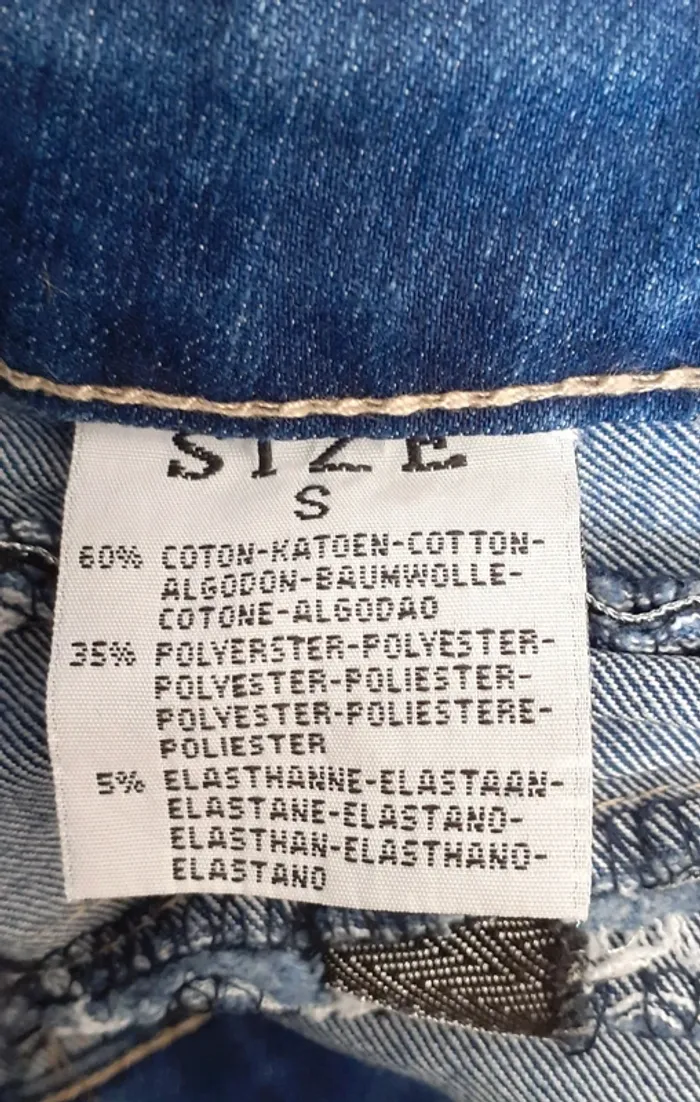 SIZE
S
60% COTON-KATOEN-COTTON-
ALGODON-BAUMWOLLE-
COTONE-ALGODAO
35% POLYERSTER-POLYESTER-
POLYESTER-POLIESTER-
POLYESTER-POLIESTERE-
POLIESTER
5% ELASTHANNE-ELASTAAN-
ELASTANE-ELASTANO-
ELASTHAN-ELASTHANO-
ELASTANO